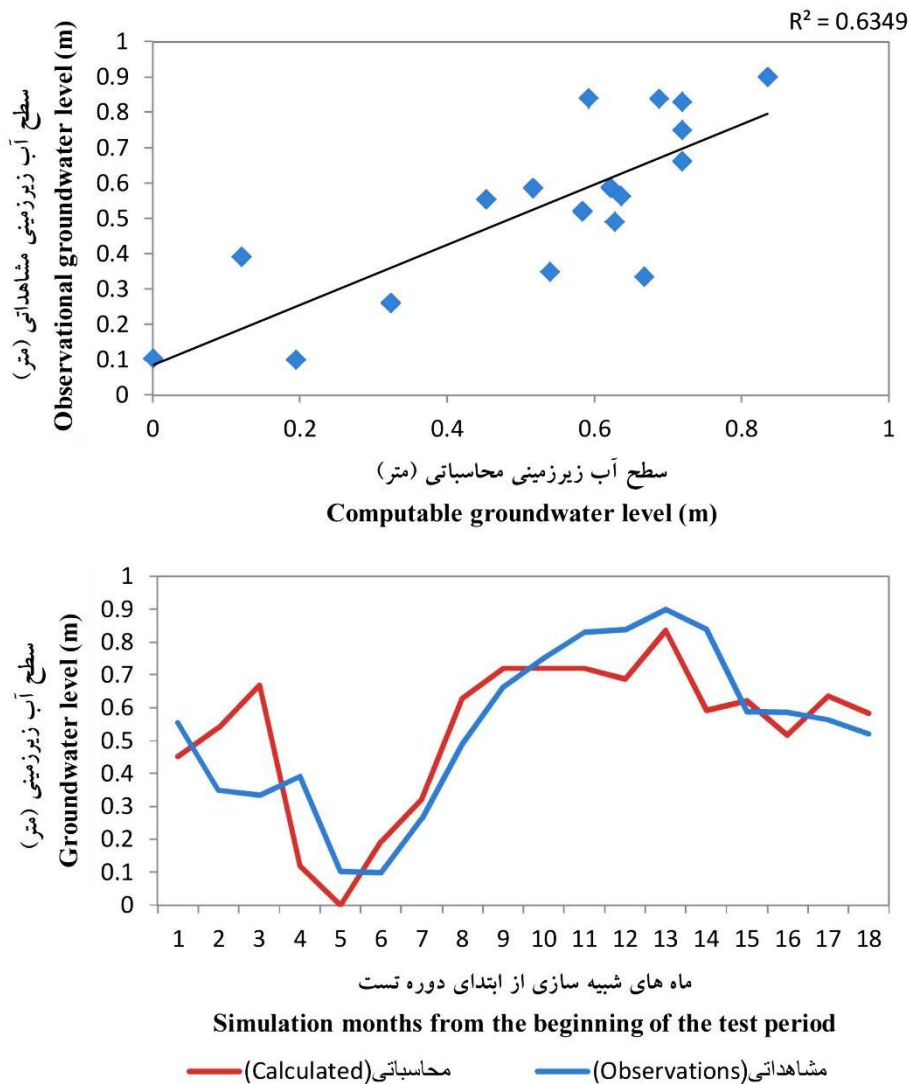 R² = 0.6349
سطح آب زیرزمینی مشاهداتی (متر)
Observational groundwater level (m)
1
0.9
0.8
0.7
0.6
0.5
0.4
0.3
0.2
0.1
0
0 0.2 0.4 0.6 0.8 1
سطح آب زیرزمینی محاسباتی (متر)
Computable groundwater level (m)
سطح آب زیرزمینی (متر)
Groundwater level (m)
1
0.9
0.8
0.7
0.6
0.5
0.4
0.3
0.2
0.1
0
1 2 3 4 5 6 7 8 9 10 11 12 13 14 15 16 17 18
ماه های شبیه سازی از ابتدای دوره تست
Simulation months from the beginning of the test period
محاسباتی(Calculated) مشاهداتی(Observations)